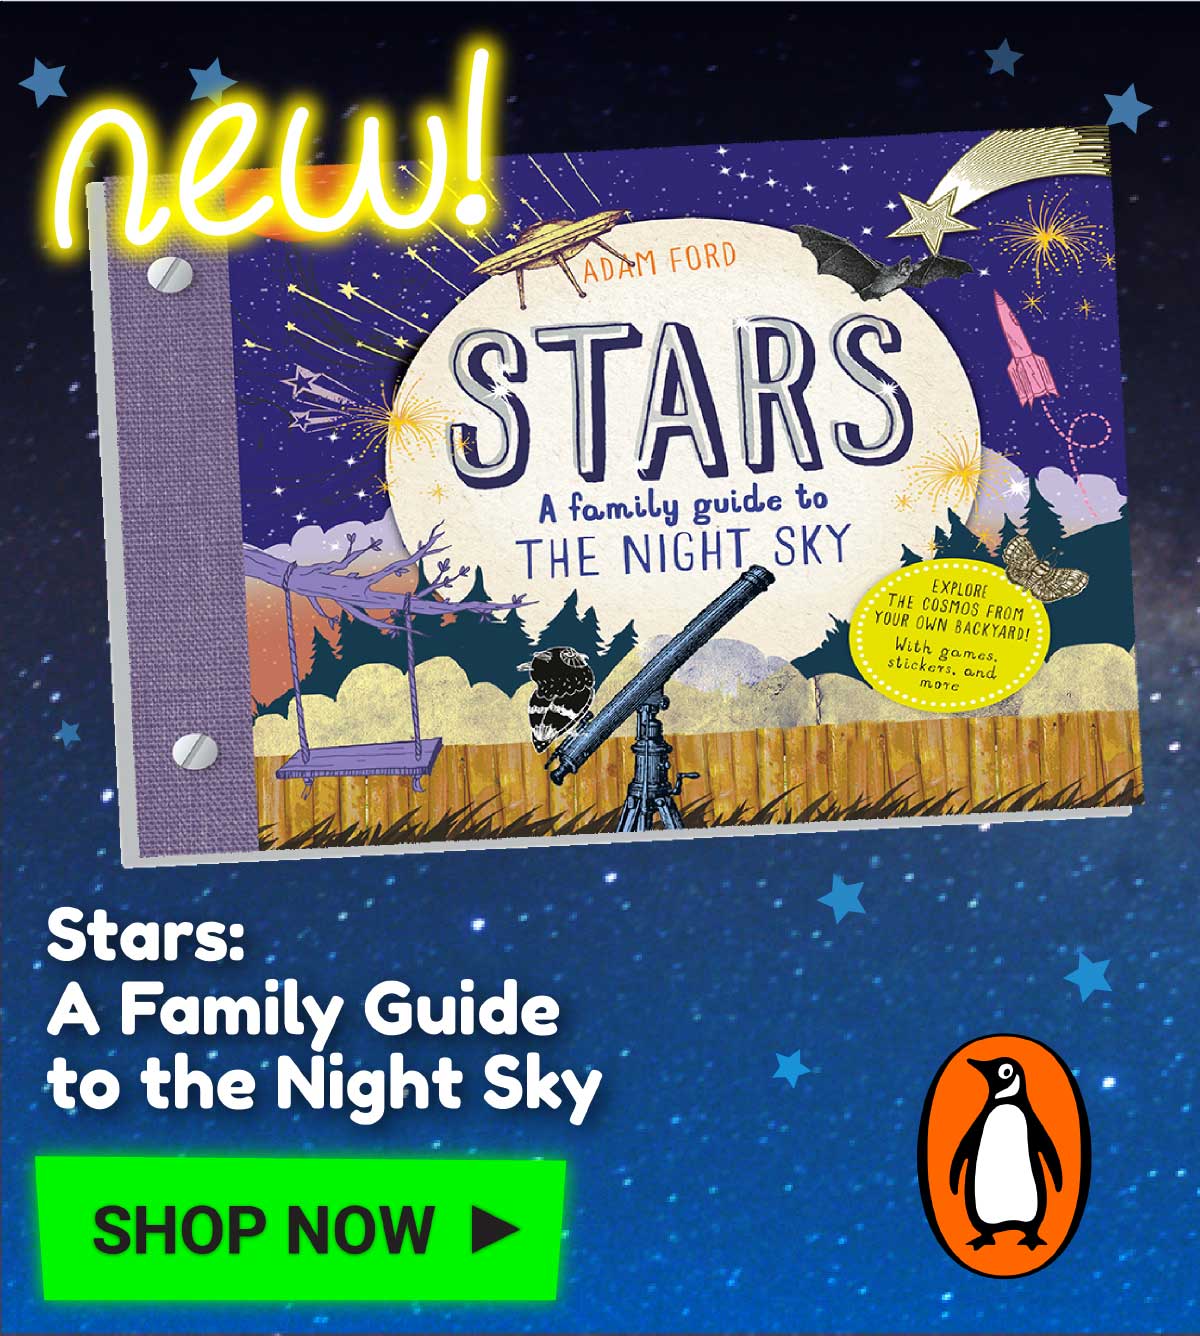 new!
ADAM FORD
STARS
A family guide to
THE NIGHT SKY
EXPLORE
THE COSMOS FROM
YOUR OWN BACKYARD!
With games,
stickers, and
more
Stars:
A Family Guide
to the Night Sky
SHOP NOW